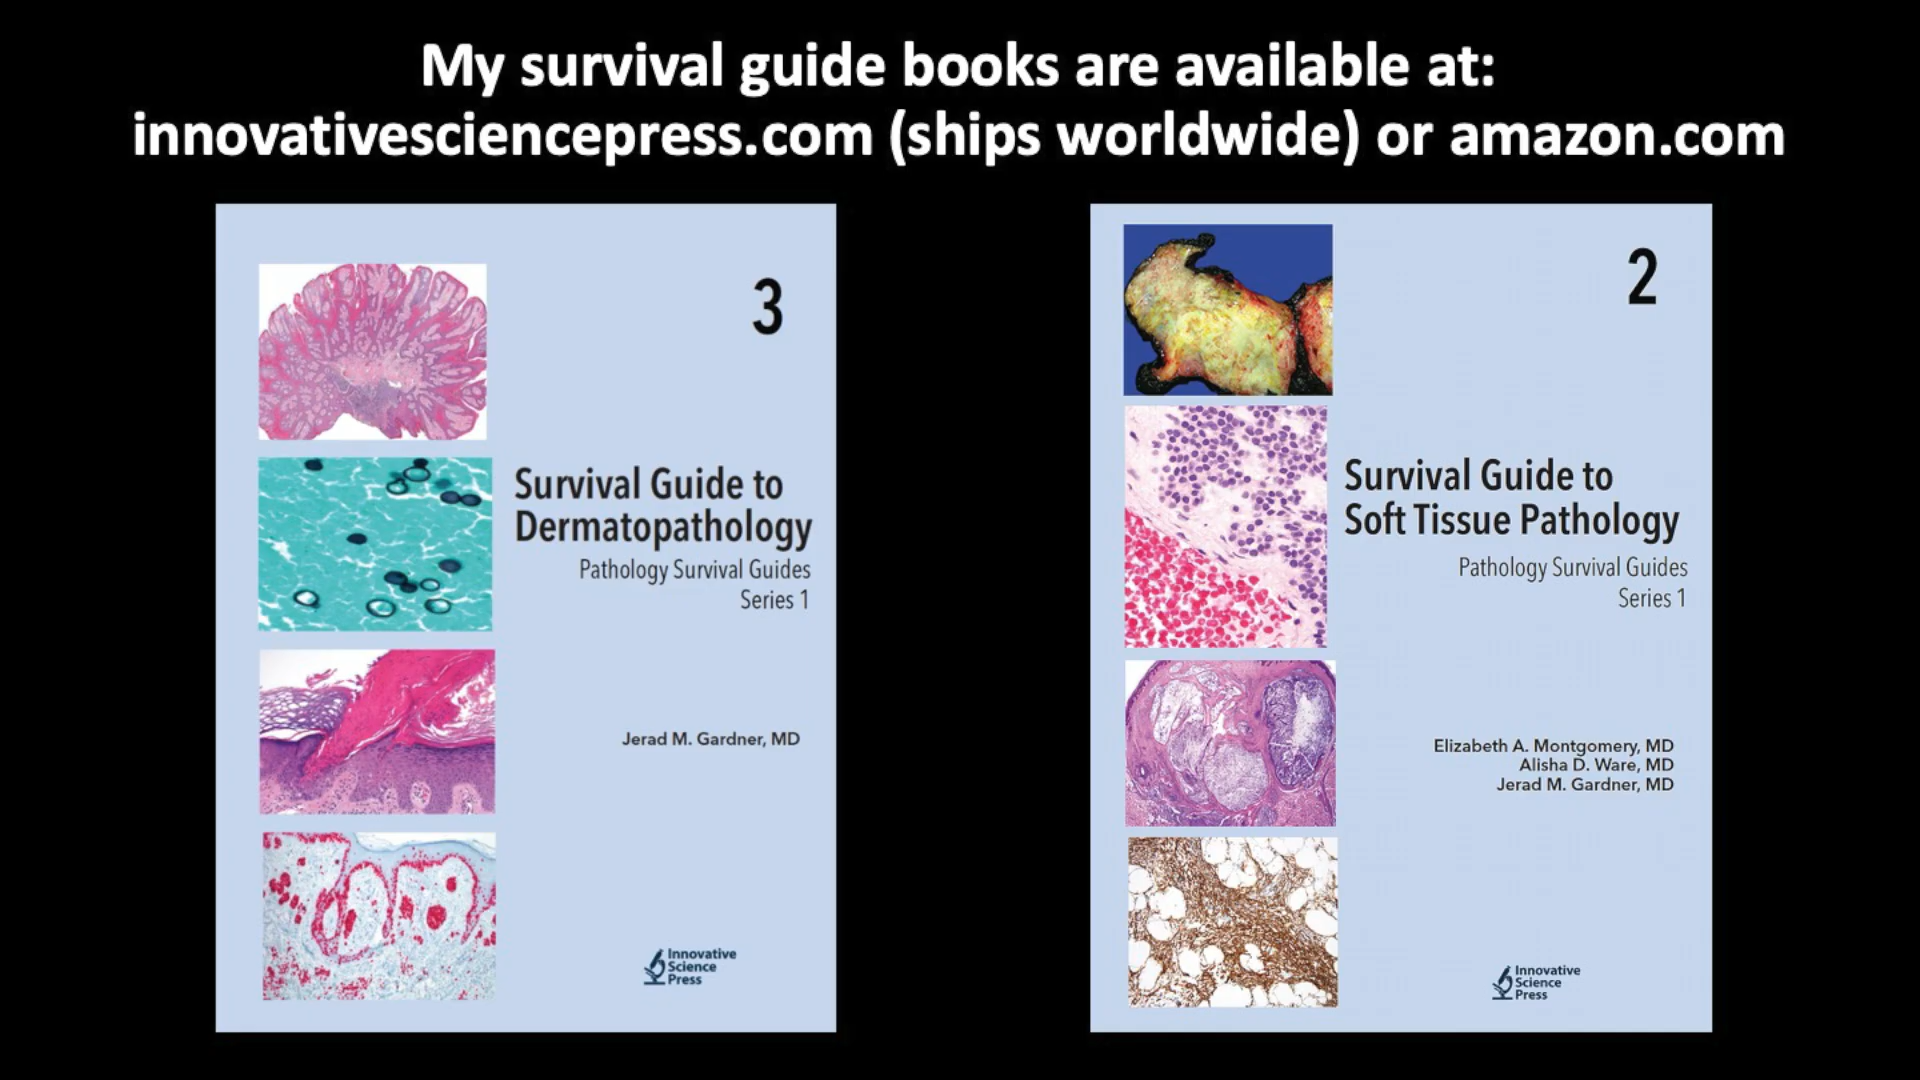 My survival guide books are available at:
innovativesciencepress.com (ships worldwide) or amazon.com
3
Survival Guide to
Dermatopathology
Pathology Survival Guides
Series 1
Jerad M. Gardner, MD
Innovative
Science
Press
2
Survival Guide to
Soft Tissue Pathology
Pathology Survival Guides
Series 1
Elizabeth A. Montgomery, MD
Alisha D. Ware, MD
Jerad M. Gardner, MD
Innovative
Science
Press